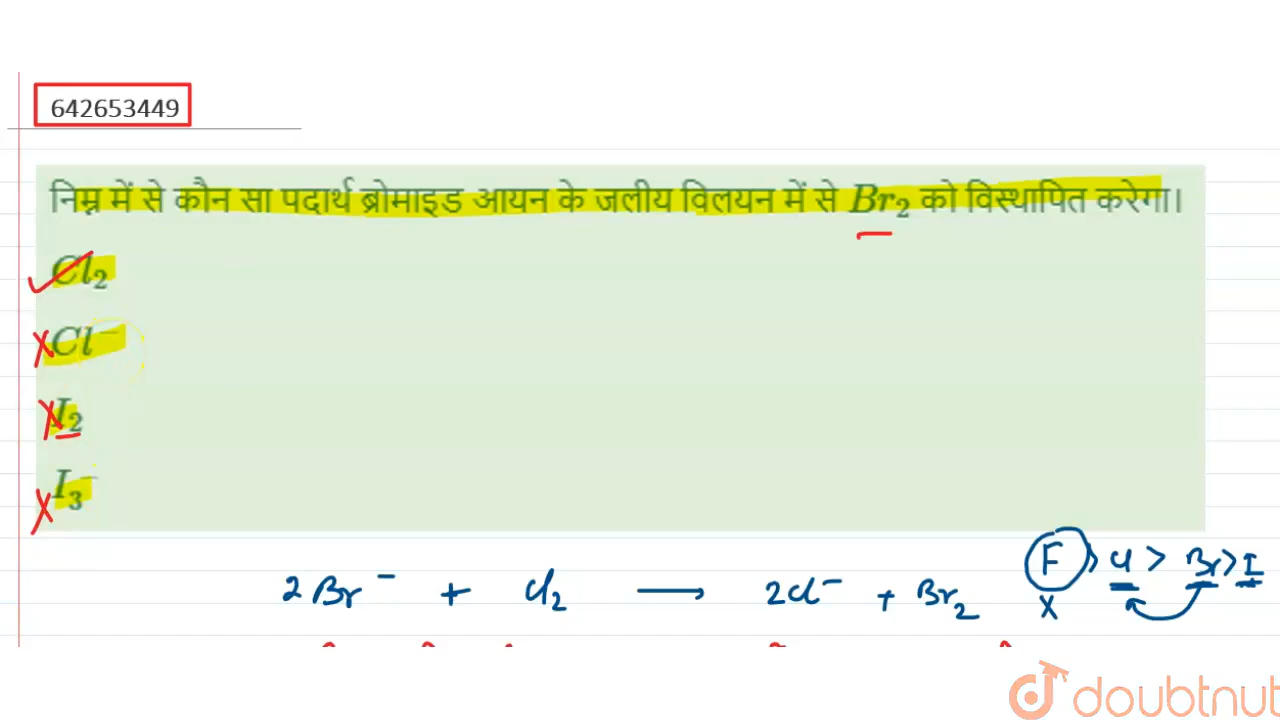 642653449
निम्न में से कौन सा पदार्थ ब्रोमाइड आयन के जलीय विलयन में से Br₂ को विस्थापित करेगा।
Cl₂
Cl⁻
I₂
I₃⁻
F > Cl > Br > I
X
2Br⁻ + Cl₂ ⟶ 2Cl⁻ + Br₂
doubtnut